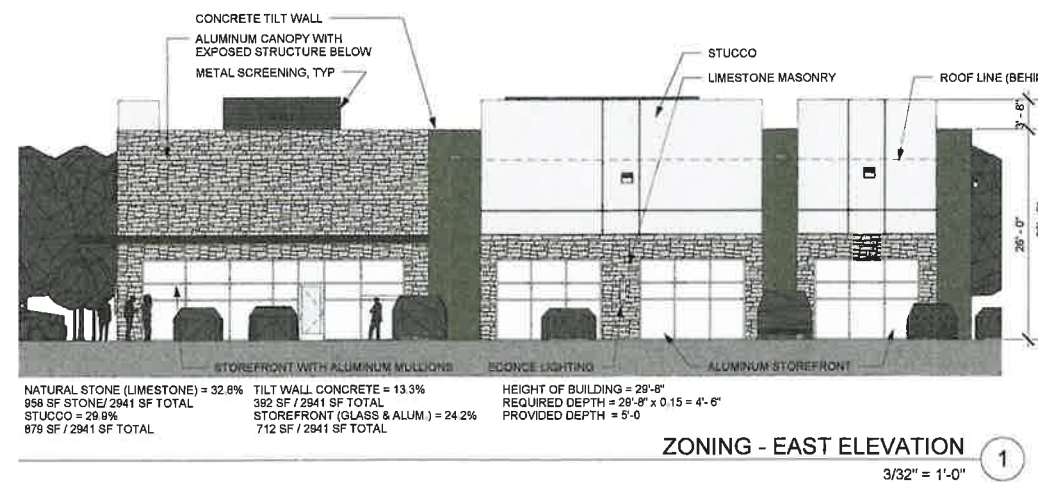 CONCRETE TILT WALL
ALUMINUM CANOPY WITH
EXPOSED STRUCTURE BELOW
METAL SCREENING, TYP
STUCCO
LIMESTONE MASONRY
ROOF LINE (BEHI
3'-8"
26'-0"
STOREFRONT WITH ALUMINUM MULLIONS
SCONCE LIGHTING
ALUMINUM STOREFRONT
NATURAL STONE (LIMESTONE) = 32.6%
958 SF STONE/ 2941 SF TOTAL
STUCCO = 29.9%
879 SF / 2941 SF TOTAL
TILT WALL CONCRETE = 13.3%
392 SF / 2941 SF TOTAL
STOREFRONT (GLASS & ALUM.) = 24.2%
712 SF / 2941 SF TOTAL
HEIGHT OF BUILDING = 29'-8"
REQUIRED DEPTH = 29'-8" x 0.15 = 4'- 6"
PROVIDED DEPTH = 5'-0
ZONING - EAST ELEVATION
1
3/32" = 1'-0"